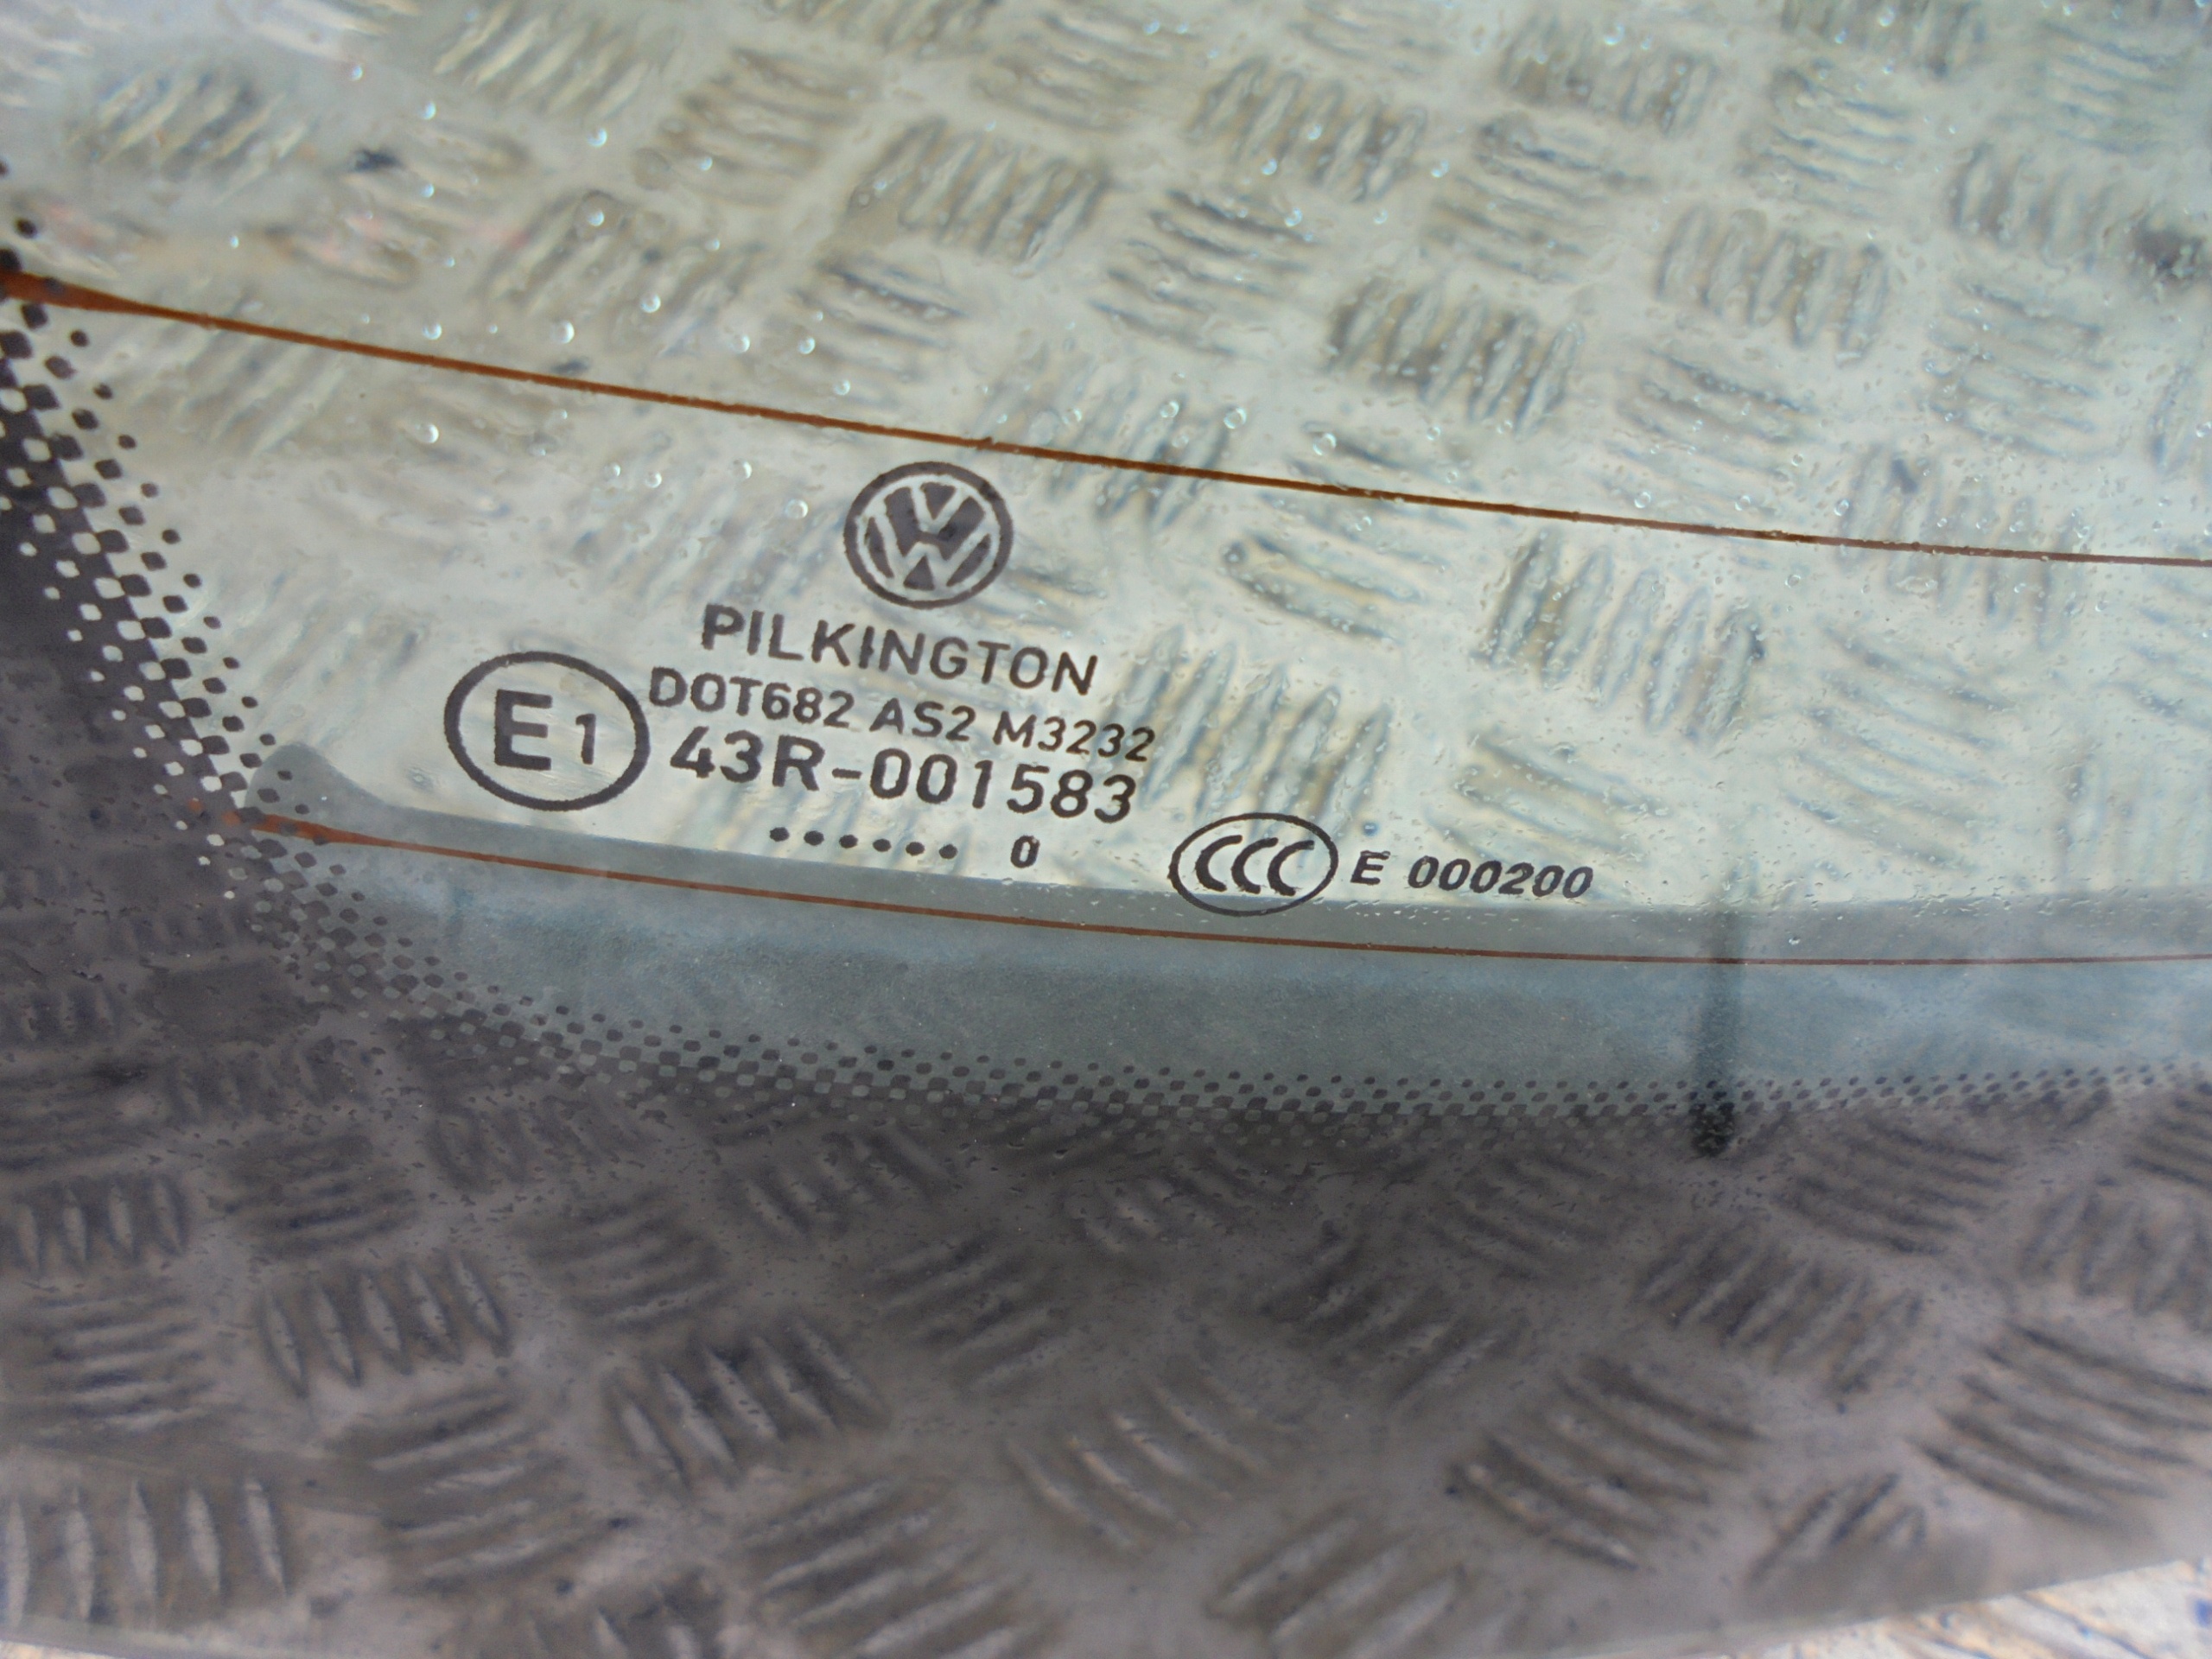 PILKINGTON
DOT682 AS2 M3232
E1 43R-001583
...... 0
CCC E 000200